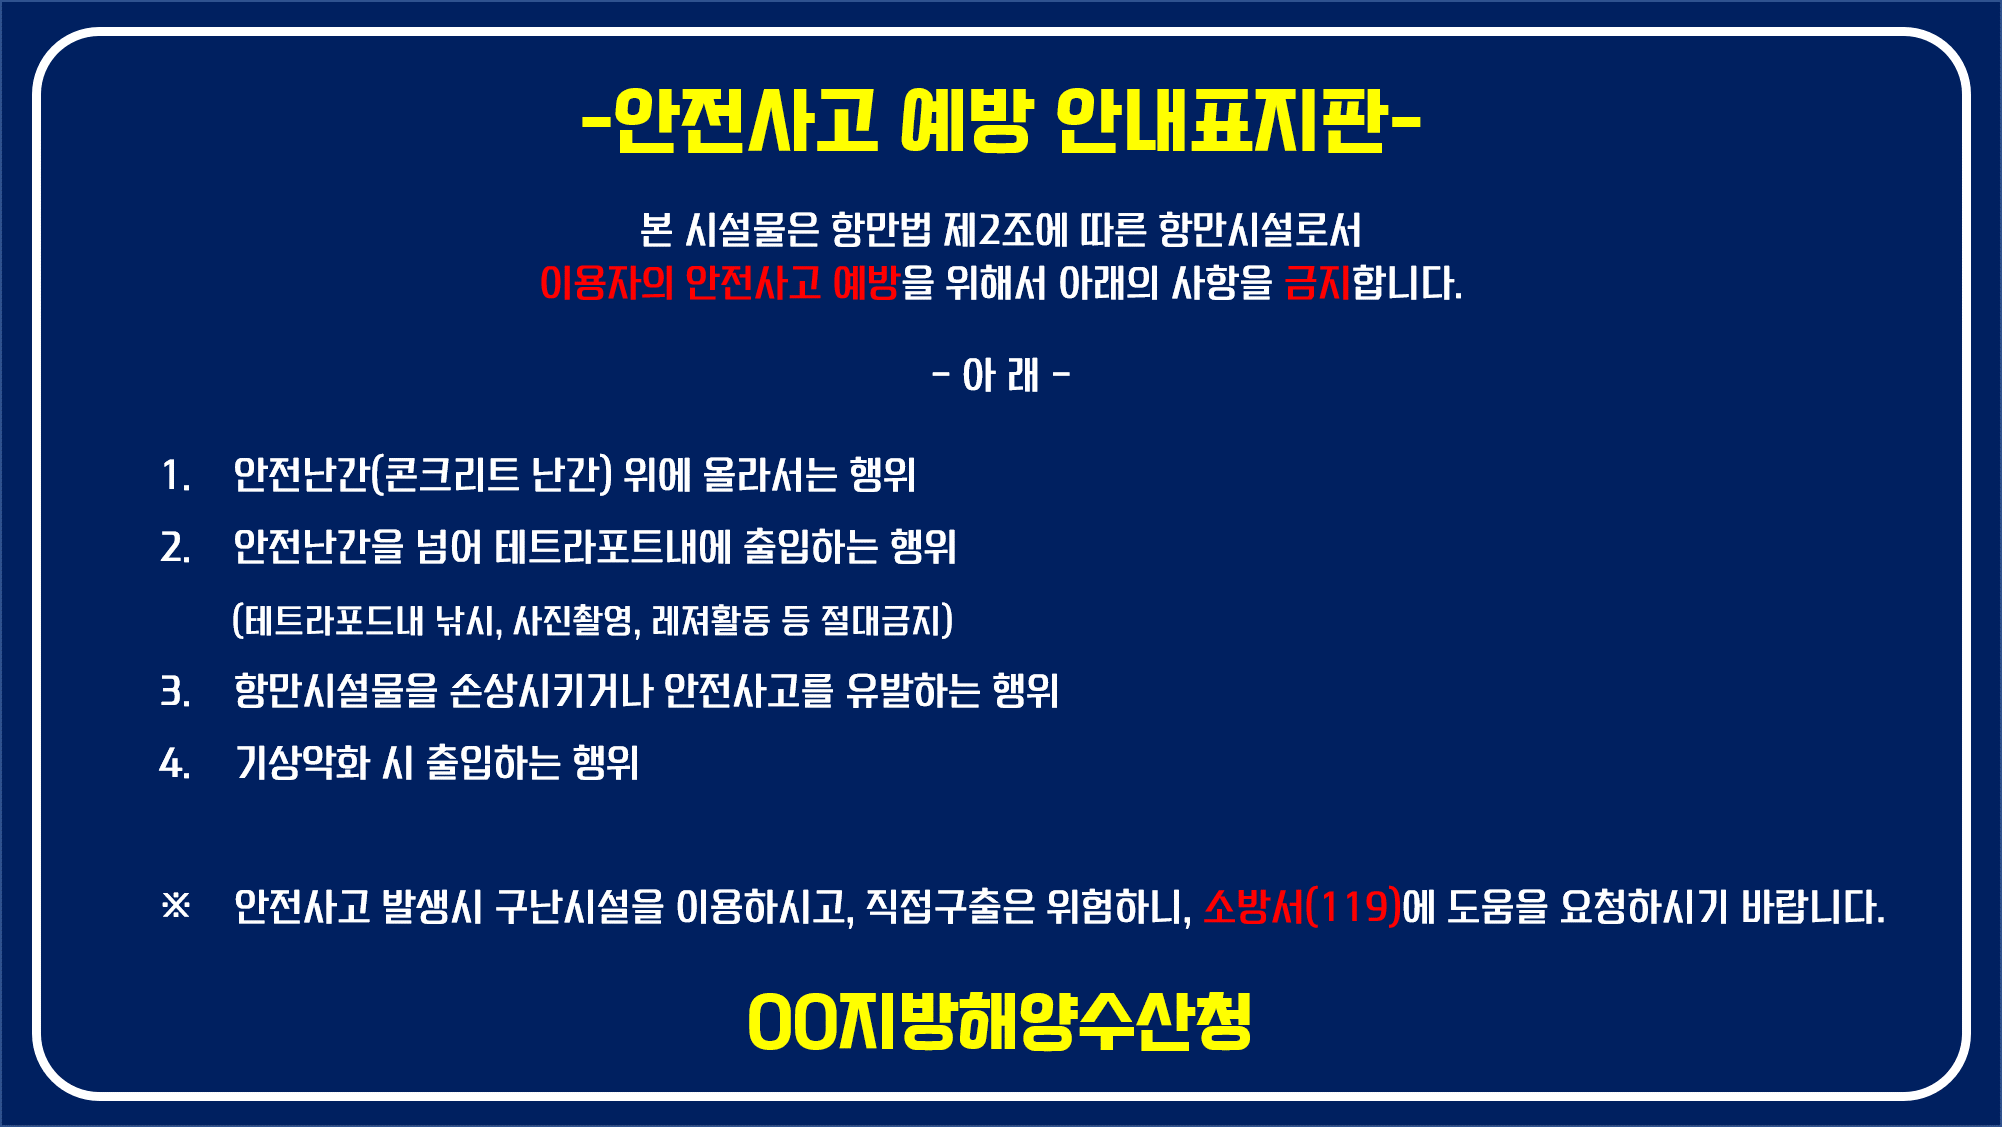 -안전사고 예방 안내표지판-
본 시설물은 항만법 제2조에 따른 항만시설로서
이용자의 안전사고 예방을 위해서 아래의 사항을 금지합니다.
- 아 래 -
1. 안전난간(콘크리트 난간) 위에 올라서는 행위
2. 안전난간을 넘어 테트라포트내에 출입하는 행위
(테트라포드내 낚시, 사진촬영, 레져활동 등 절대금지)
3. 항만시설물을 손상시키거나 안전사고를 유발하는 행위
4. 기상악화 시 출입하는 행위
※ 안전사고 발생시 구난시설을 이용하시고, 직접구출은 위험하니, 소방서(119)에 도움을 요청하시기 바랍니다.
OO지방해양수산청